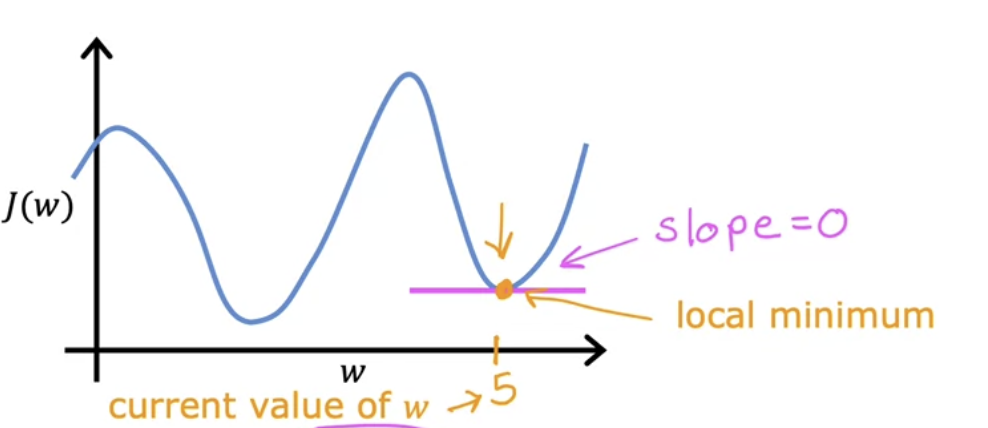 J(w)
slope=0
local minimum
w
5
current value of w →